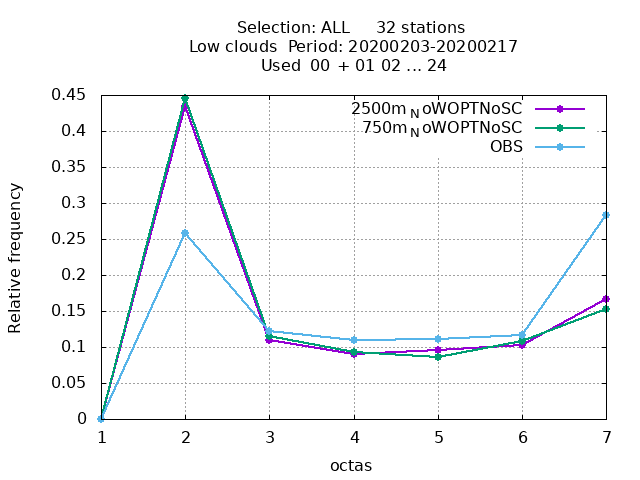 Selection: ALL 32 stations
Low clouds Period: 20200203-20200217
Used 00 + 01 02 ... 24
0.45
0.4
0.35
0.3
0.25
0.2
0.15
0.1
0.05
0
Relative frequency
2500m_NoWOPTNoSC
750m_NoWOPTNoSC
OBS
1 2 3 4 5 6 7
octas